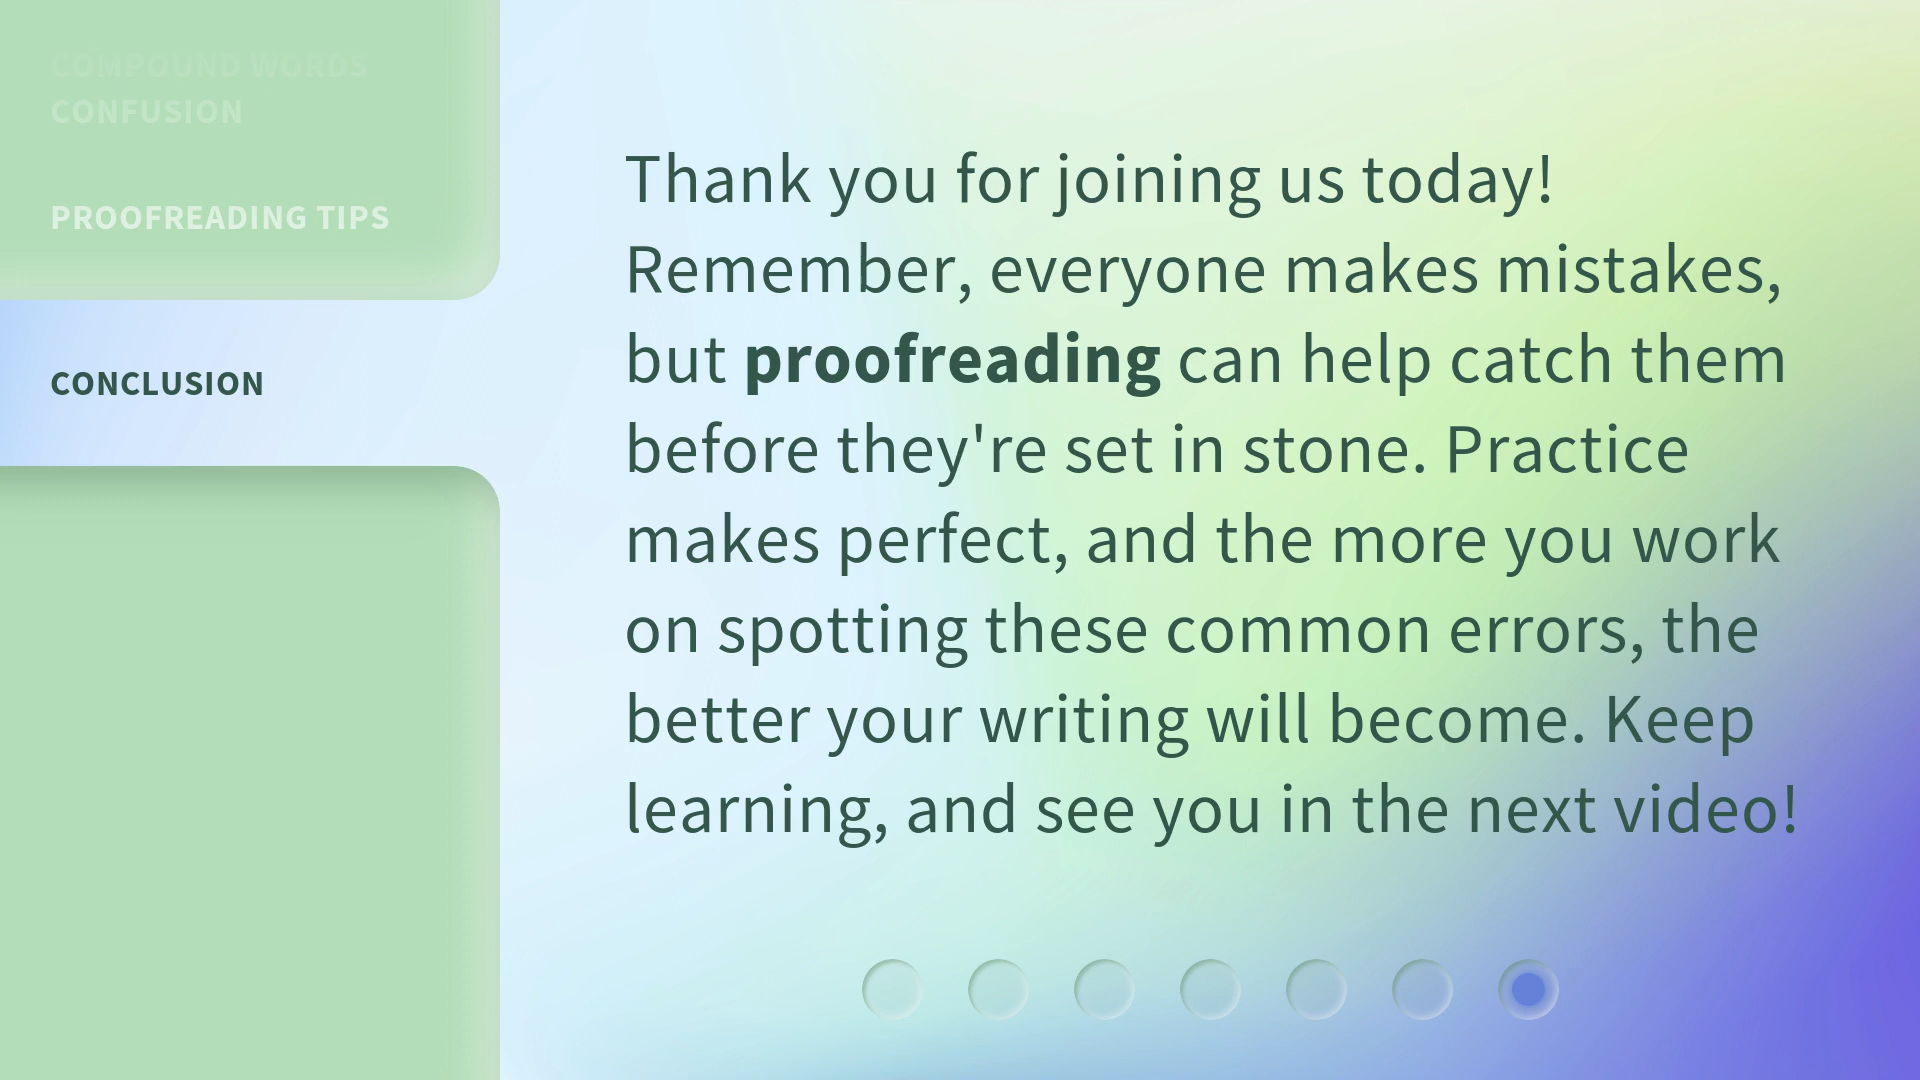 COMPOUND WORDS
CONFUSION
PROOFREADING TIPS
CONCLUSION
Thank you for joining us today!
Remember, everyone makes mistakes,
but proofreading can help catch them
before they're set in stone. Practice
makes perfect, and the more you work
on spotting these common errors, the
better your writing will become. Keep
learning, and see you in the next video!